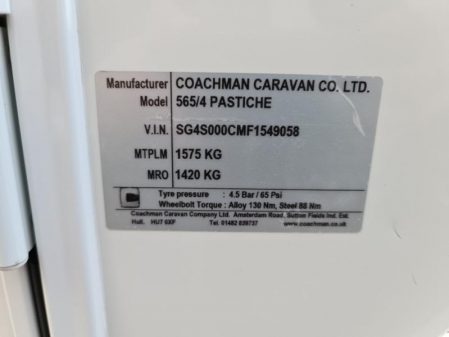 Manufacturer COACHMAN CARAVAN CO. LTD.
Model 565/4 PASTICHE
V.I.N. SG4S000CMF1549058
MTPLM 1575 KG
MRO 1420 KG
Tyre pressure : 4.5 Bar / 65 Psi
Wheelbolt Torque : Alloy 130 Nm, Steel 88 Nm
Coachman Caravan Company Ltd. Amsterdam Road, Sutton Fields Ind. Est.
Hull. HU7 0XF Tel. 01482 839737 www.coachman.co.uk